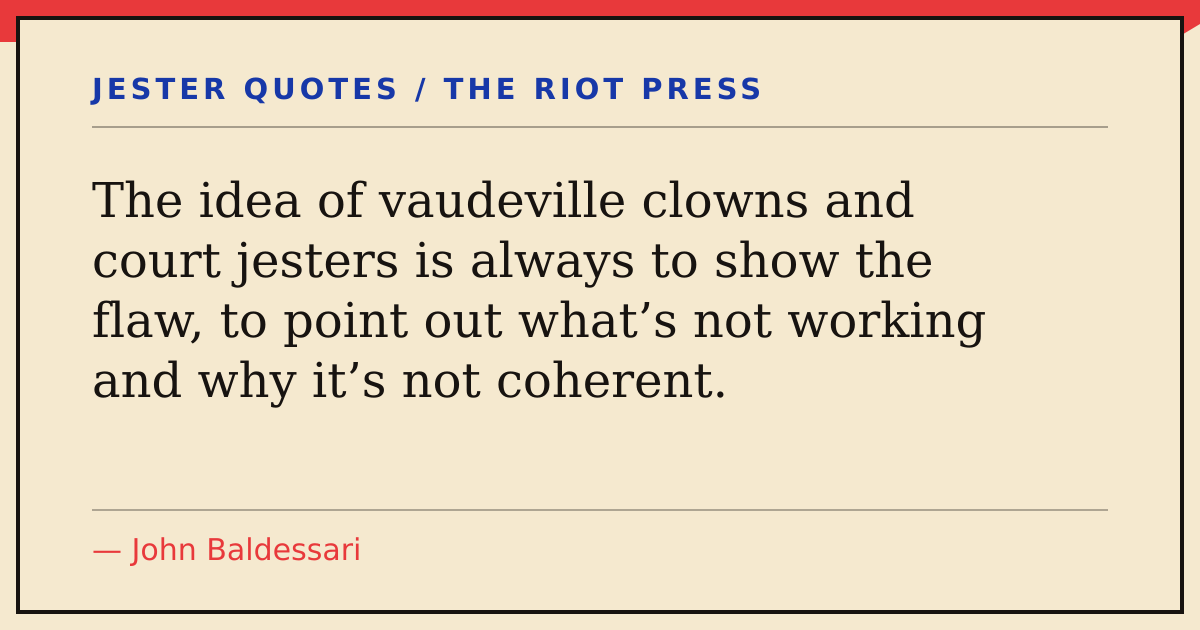 JESTER QUOTES / THE RIOT PRESS
The idea of vaudeville clowns and
court jesters is always to show the
flaw, to point out what’s not working
and why it’s not coherent.
— John Baldessari